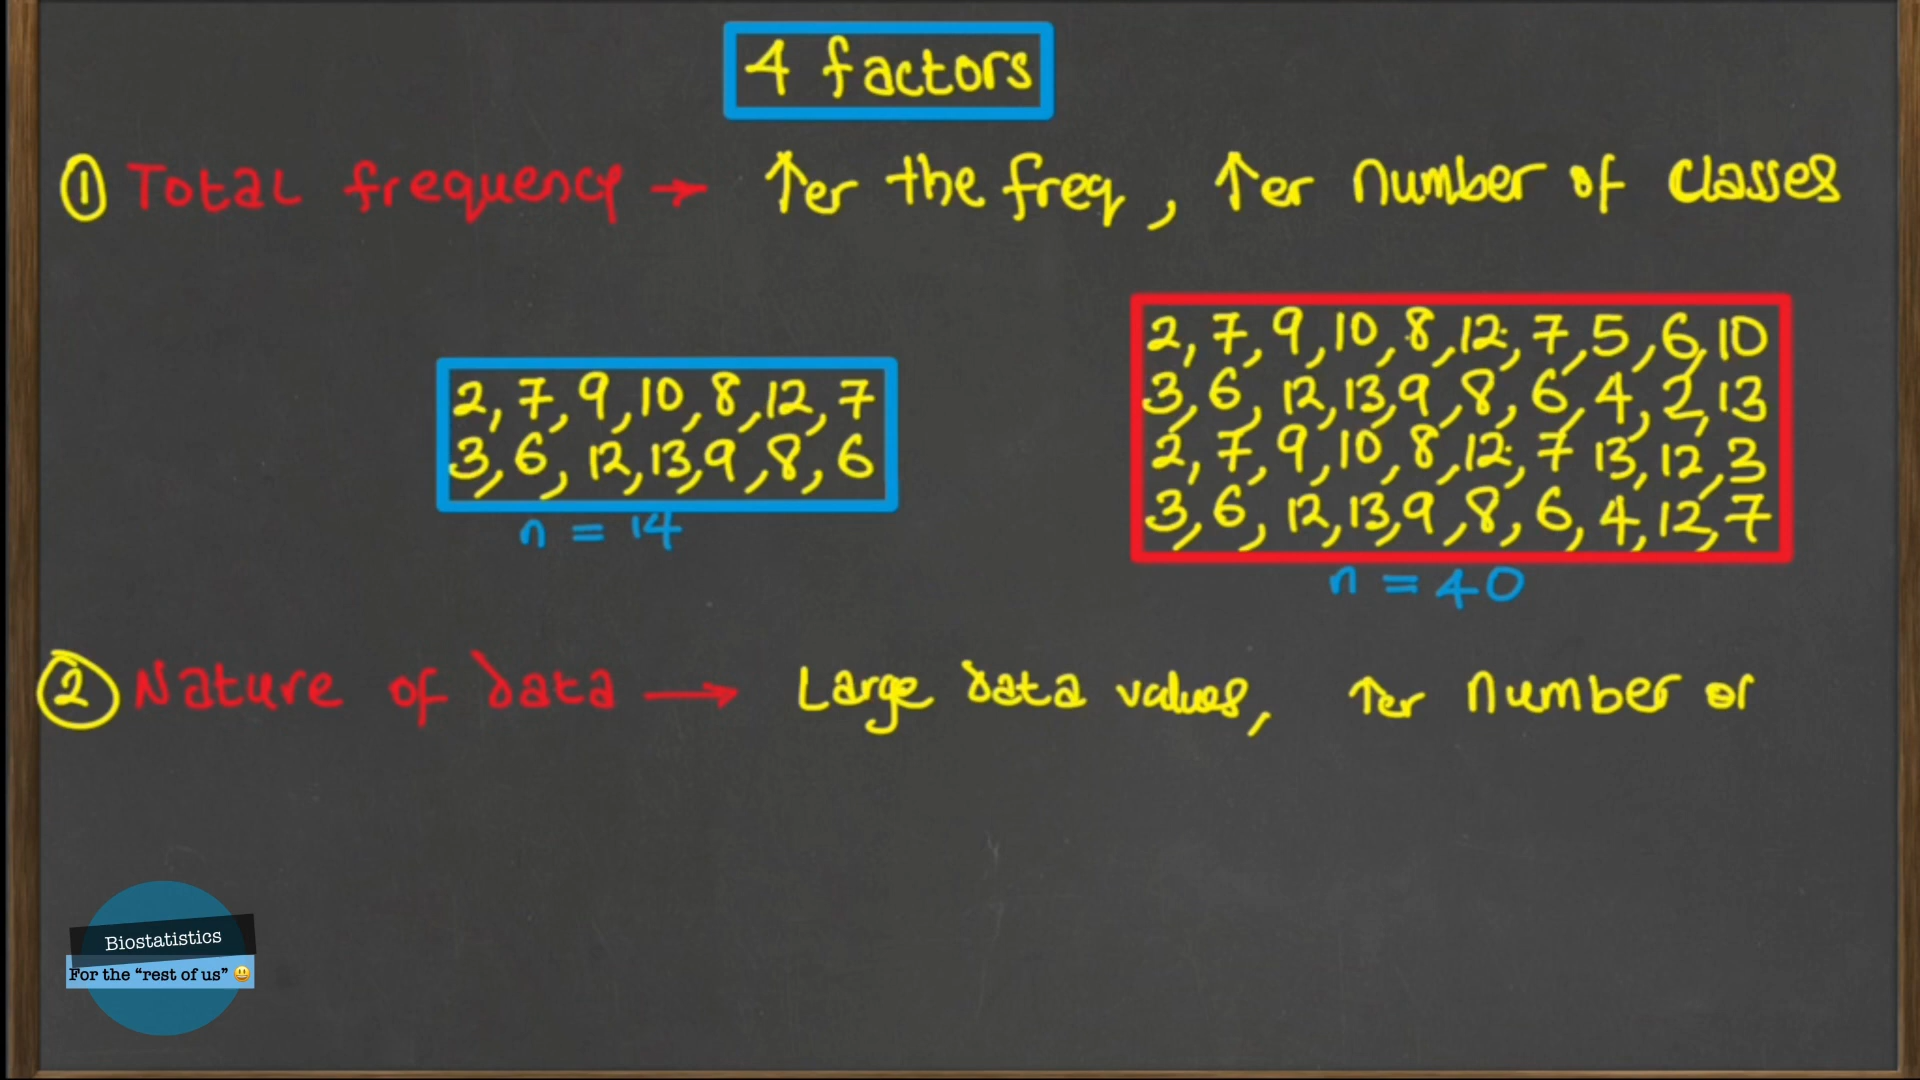 4 factors
① Total frequency → ↑er the freq, ↑er number of classes
2, 7, 9, 10, 8, 12, 7
3, 6, 12, 13, 9, 8, 6
n = 14
2, 7, 9, 10, 8, 12, 7, 5, 6, 10
3, 6, 12, 13, 9, 8, 6, 4, 2, 13
2, 7, 9, 10, 8, 12, 7 13, 12, 3
3, 6, 12, 13, 9, 8, 6, 4, 12, 7
n = 40
② Nature of data → Large data values, ↑er number of
Biostatistics
For the “rest of us” 😃